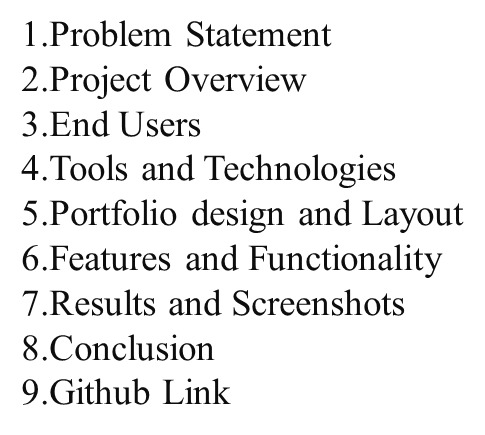 1.Problem Statement
2.Project Overview
3.End Users
4.Tools and Technologies
5.Portfolio design and Layout
6.Features and Functionality
7.Results and Screenshots
8.Conclusion
9.Github Link